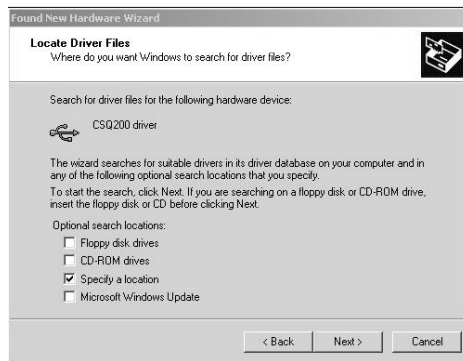 Found New Hardware Wizard
Locate Driver Files
Where do you want Windows to search for driver files?
Search for driver files for the following hardware device:
CSQ200 driver
The wizard searches for suitable drivers in its driver database on your computer and in
any of the following optional search locations that you specify.
To start the search, click Next. If you are searching on a floppy disk or CD-ROM drive,
insert the floppy disk or CD before clicking Next.
Optional search locations:
Floppy disk drives
CD-ROM drives
Specify a location
Microsoft Windows Update
< Back Next > Cancel